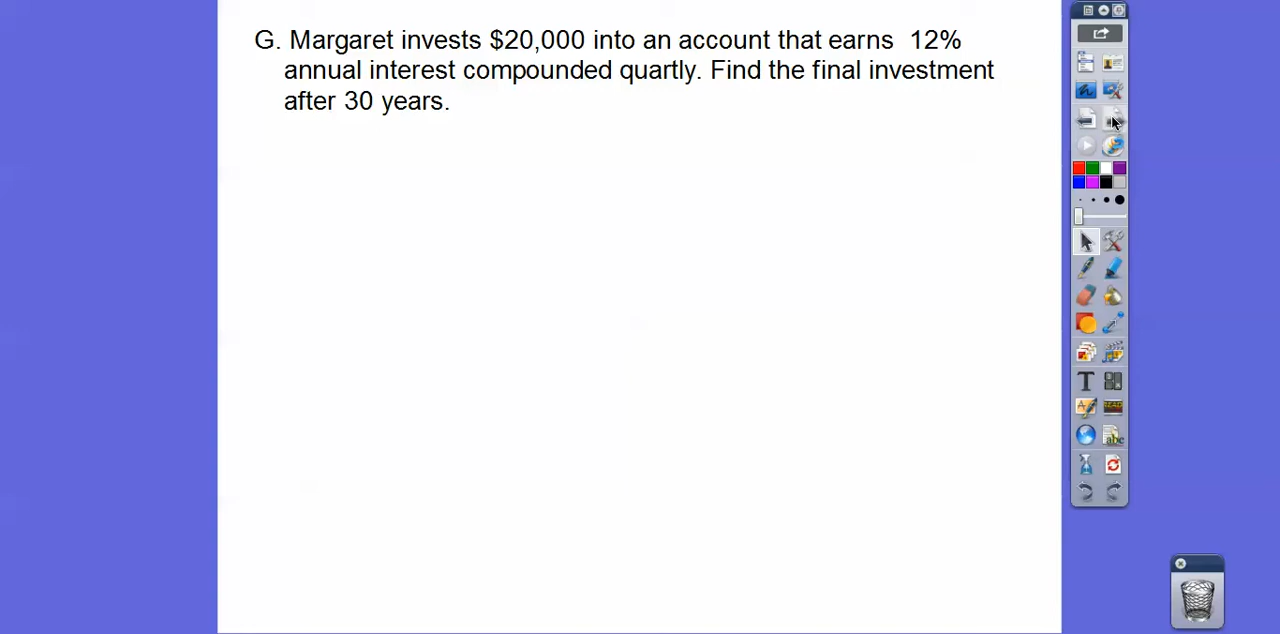 G. Margaret invests $20,000 into an account that earns  12%
annual interest compounded quartly. Find the final investment
after 30 years.